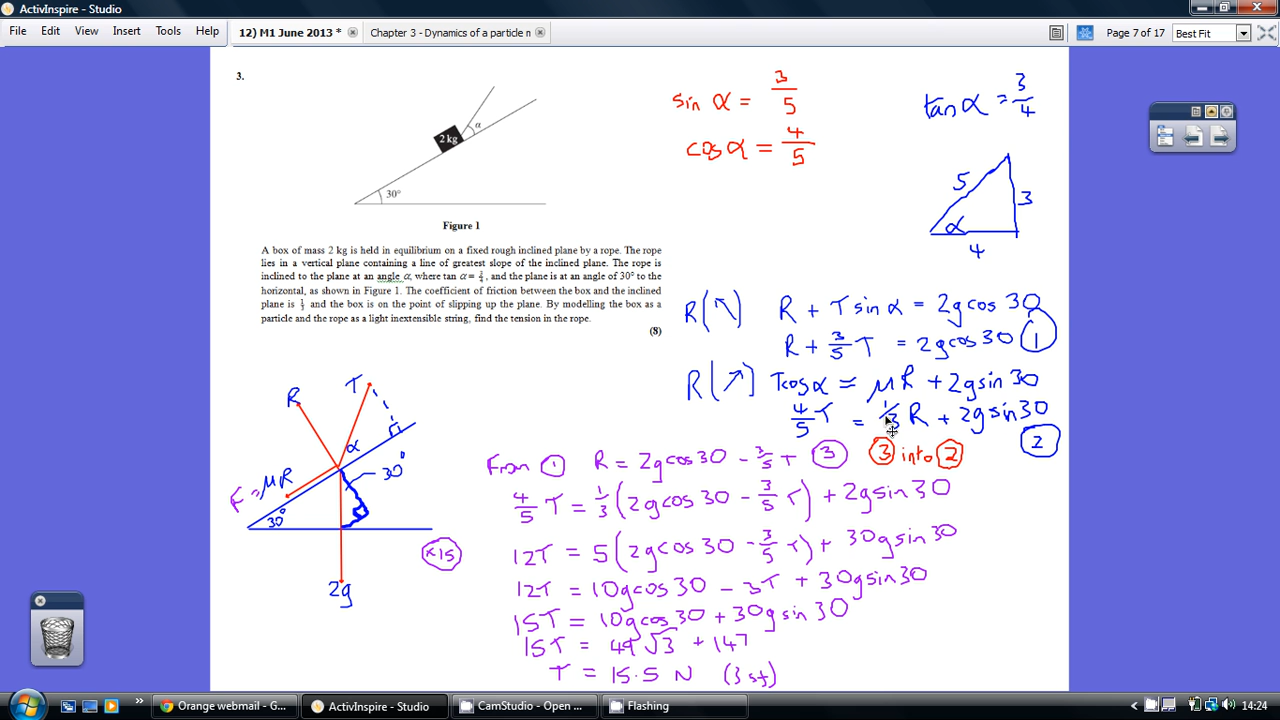 ActivInspire - Studio
File Edit View Insert Tools Help
12) M1 June 2013 *
Chapter 3 - Dynamics of a particle n
Page 7 of 17
Best Fit
3.
2 kg
α
30°
Figure 1
A box of mass 2 kg is held in equilibrium on a fixed rough inclined plane by a rope. The rope
lies in a vertical plane containing a line of greatest slope of the inclined plane. The rope is
inclined to the plane at an angle α, where tan α = 3/4, and the plane is at an angle of 30° to the
horizontal, as shown in Figure 1. The coefficient of friction between the box and the inclined
plane is 1/3 and the box is on the point of slipping up the plane. By modelling the box as a
particle and the rope as a light inextensible string, find the tension in the rope.
(8)
sin α = 3/5
cos α = 4/5
tan α = 3/4
5
3
α
4
R(↖) R + T sin α = 2g cos 30
R + 3/5 T = 2g cos 30 ①
R(↗) T cos α = μR + 2g sin 30
4/5 T = 1/3 R + 2g sin 30
②
From ① R = 2g cos 30 - 3/5 T ③
③ into ②
4/5 T = 1/3 (2g cos 30 - 3/5 T) + 2g sin 30
×15
12T = 5(2g cos 30 - 3/5 T) + 30g sin 30
12T = 10g cos 30 - 3T + 30g sin 30
15T = 10g cos 30 + 30g sin 30
15T = 49√3 + 147
T = 15.5 N (3 sf)
R
T
α
30°
F = μR
30°
2g
Orange webmail - G...
ActivInspire - Studio
CamStudio - Open ...
Flashing
14:24